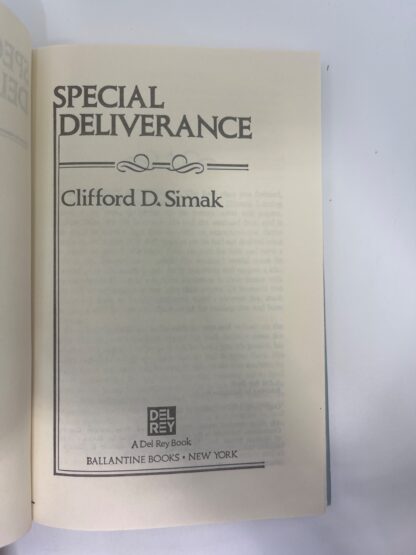 SPECIAL
DELIVERANCE
Clifford D. Simak
DEL
REY
A Del Rey Book
BALLANTINE BOOKS • NEW YORK